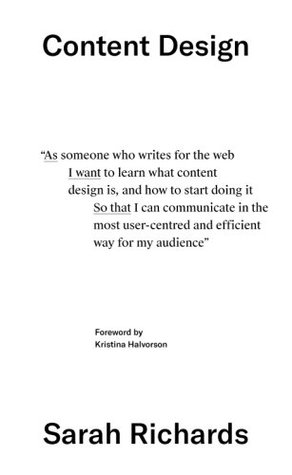 Content Design
“As someone who writes for the web
I want to learn what content
design is, and how to start doing it
So that I can communicate in the
most user-centred and efficient
way for my audience”
Foreword by
Kristina Halvorson
Sarah Richards